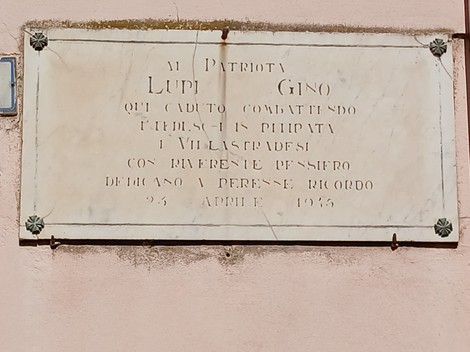 AL PATRIOTA
LUPI GINO
QUI CADUTO COMBATTENDO
I TEDESCHI IN RITIRATA
I VILLASTRADESI
CON RIVERENTE PENSIERO
DEDICANO A PERENNE RICORDO
23 APRILE 1945